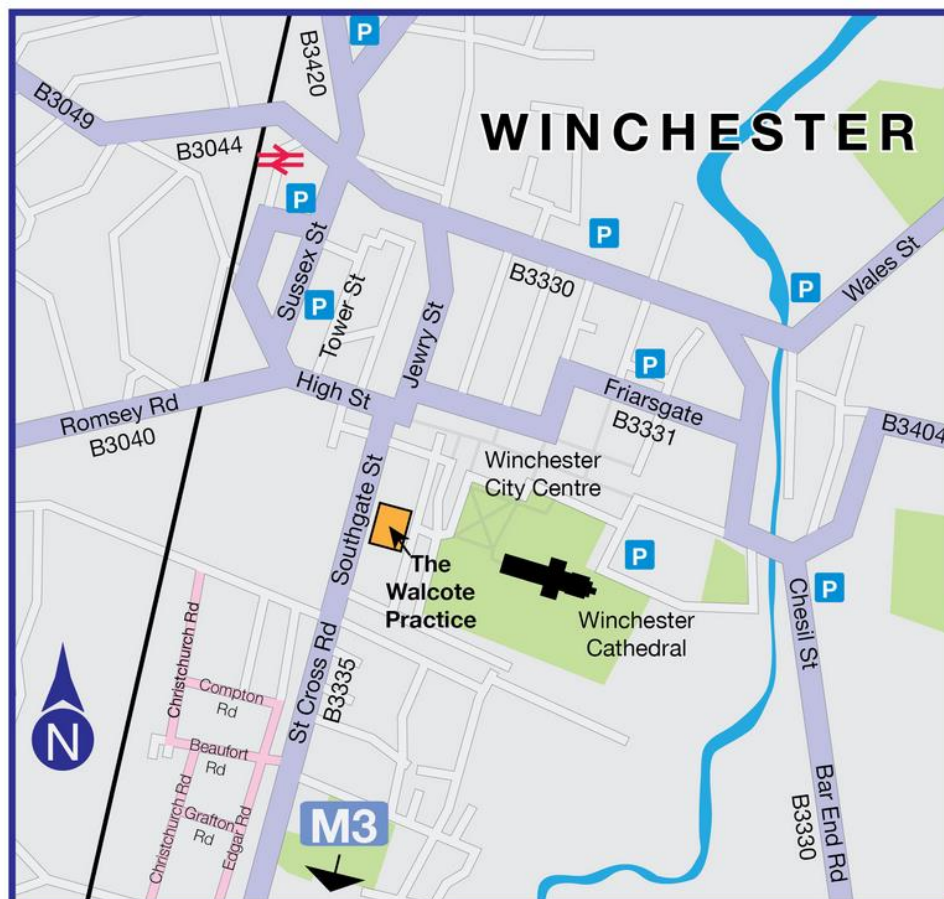 P
B3420
B3049
B3044
WINCHESTER
P
Sussex St
P
Tower St
P
B3330
P
Wales St
Jewry St
P
High St
Friarsgate
B3331
Romsey Rd
B3040
B3404
Winchester
City Centre
Southgate St
P
The
Walcote
Practice
Winchester
Cathedral
P
Chesil St
Christchurch Rd
Compton
Rd
St Cross Rd
B3335
N
Beaufort
Rd
Christchurch Rd
Grafton
Rd
Edgar Rd
M3
Bar End Rd
B3330